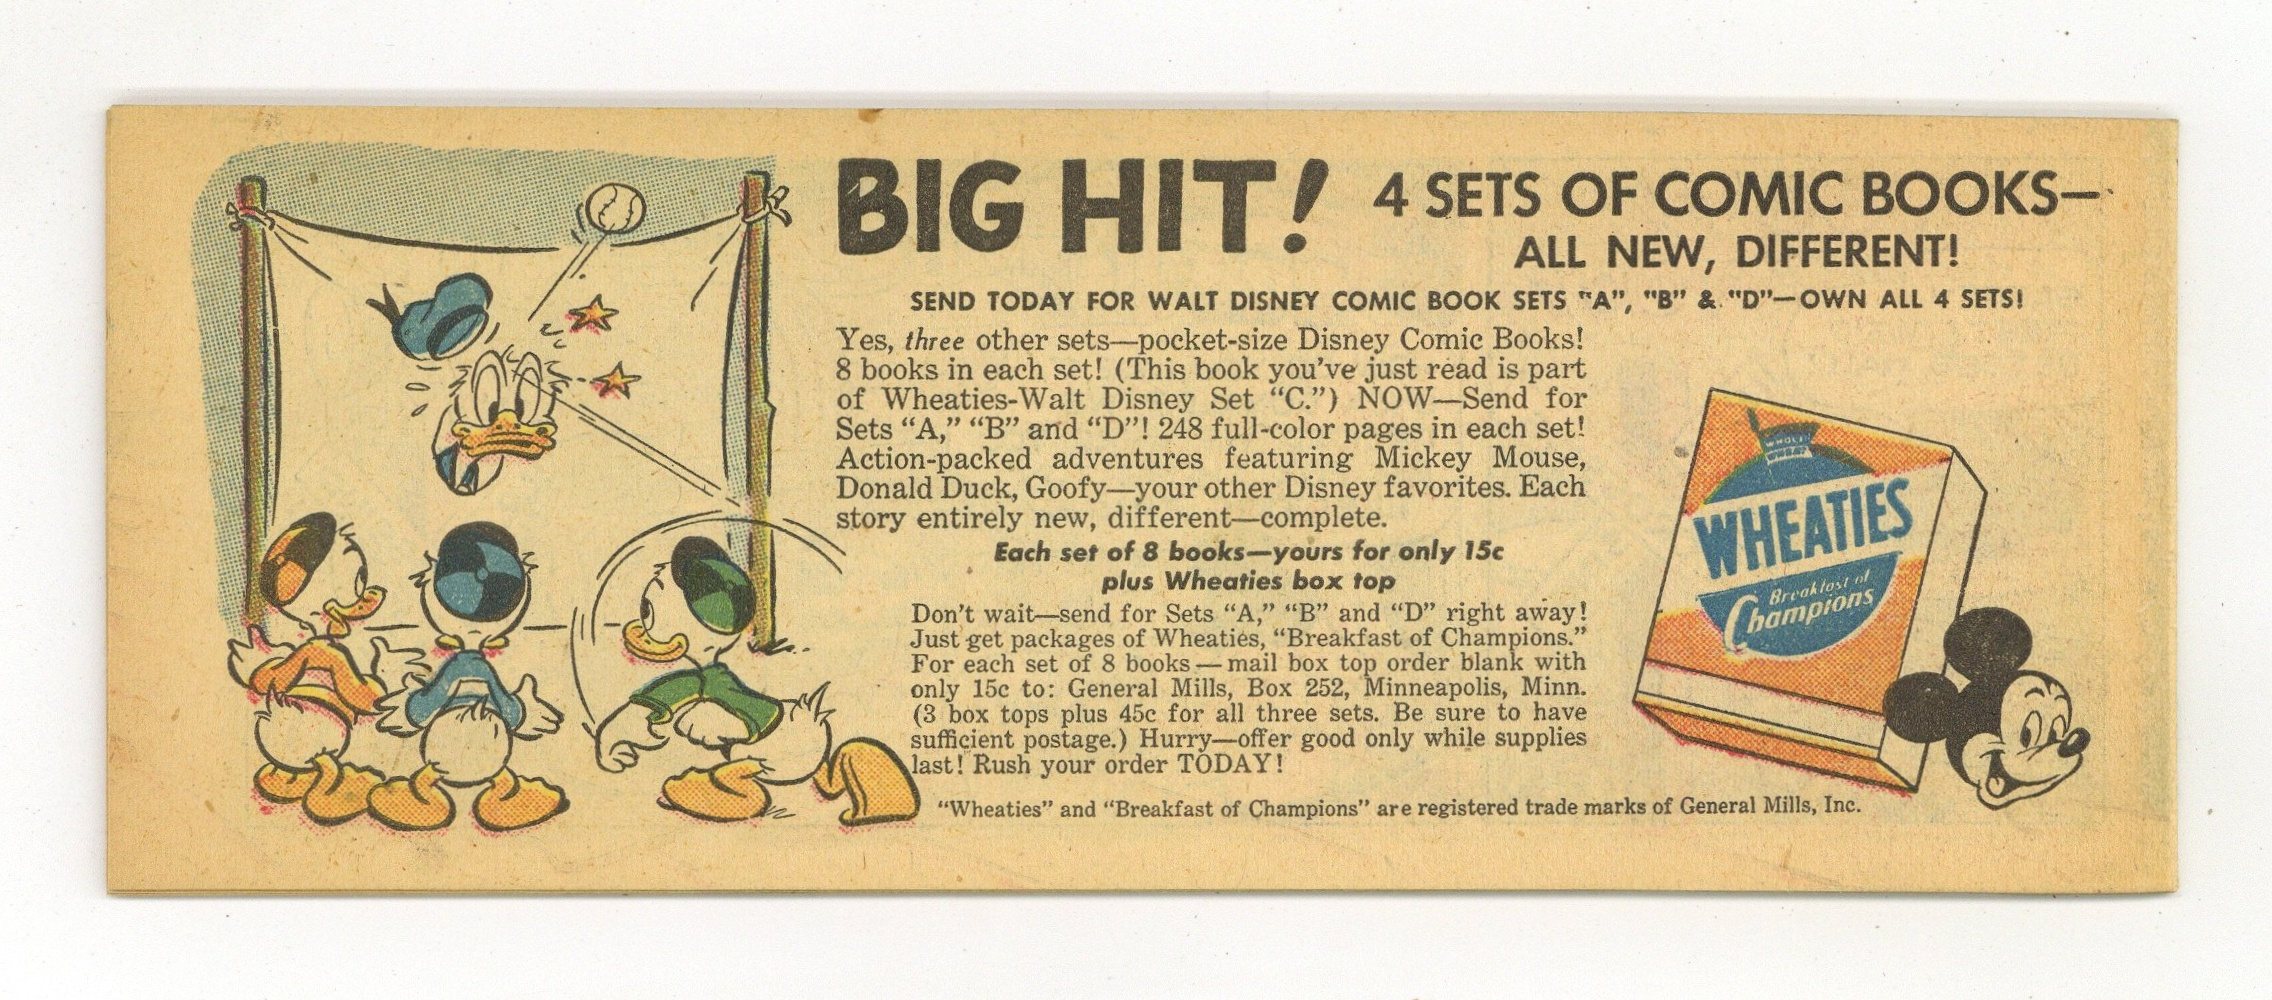 BIG HIT! 4 SETS OF COMIC BOOKS—
ALL NEW, DIFFERENT!
SEND TODAY FOR WALT DISNEY COMIC BOOK SETS "A", "B" & "D"—OWN ALL 4 SETS!
Yes, three other sets—pocket-size Disney Comic Books!
8 books in each set! (This book you've just read is part
of Wheaties-Walt Disney Set “C.”) NOW—Send for
Sets “A,” “B” and “D”! 248 full-color pages in each set!
Action-packed adventures featuring Mickey Mouse,
Donald Duck, Goofy—your other Disney favorites. Each
story entirely new, different—complete.
Each set of 8 books—yours for only 15c
plus Wheaties box top
Don't wait—send for Sets “A,” “B” and “D” right away!
Just get packages of Wheaties, “Breakfast of Champions.”
For each set of 8 books—mail box top order blank with
only 15c to: General Mills, Box 252, Minneapolis, Minn.
(3 box tops plus 45c for all three sets. Be sure to have
sufficient postage.) Hurry—offer good only while supplies
last! Rush your order TODAY!
“Wheaties” and “Breakfast of Champions” are registered trade marks of General Mills, Inc.
WHOLE
WHEAT
WHEATIES
Breakfast of
Champions